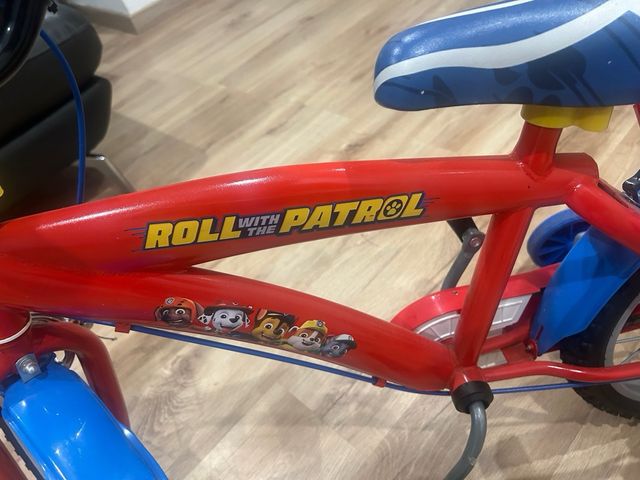 ROLL WITH THE PATROL